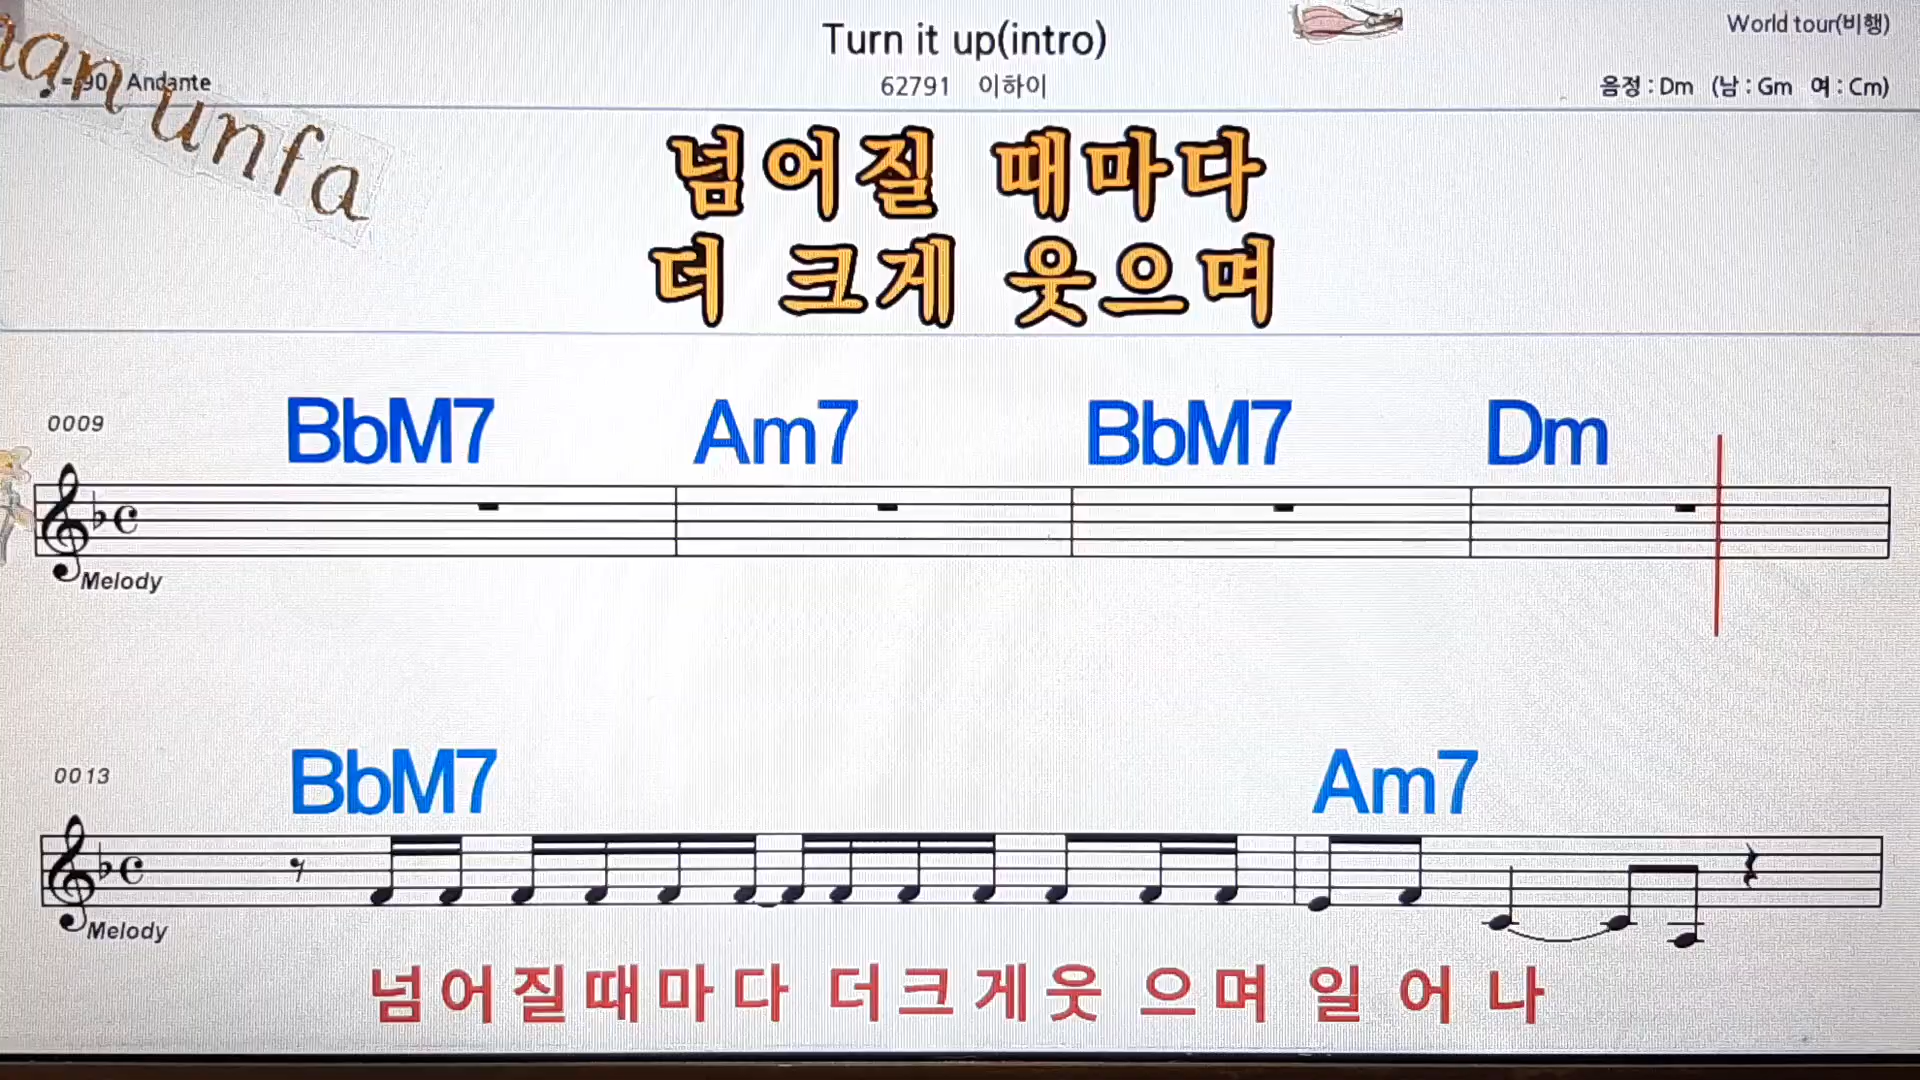 Turn it up(intro)
World tour(비행)
an unfa
= 90 Andante
62791 이하이
음정 : Dm (남 : Gm 여 : Cm)
넘어질 때마다
더 크게 웃으며
0009
BbM7 Am7 BbM7 Dm
Melody
0013
BbM7 Am7
Melody
넘어질때마다 더크게웃 으며 일 어 나